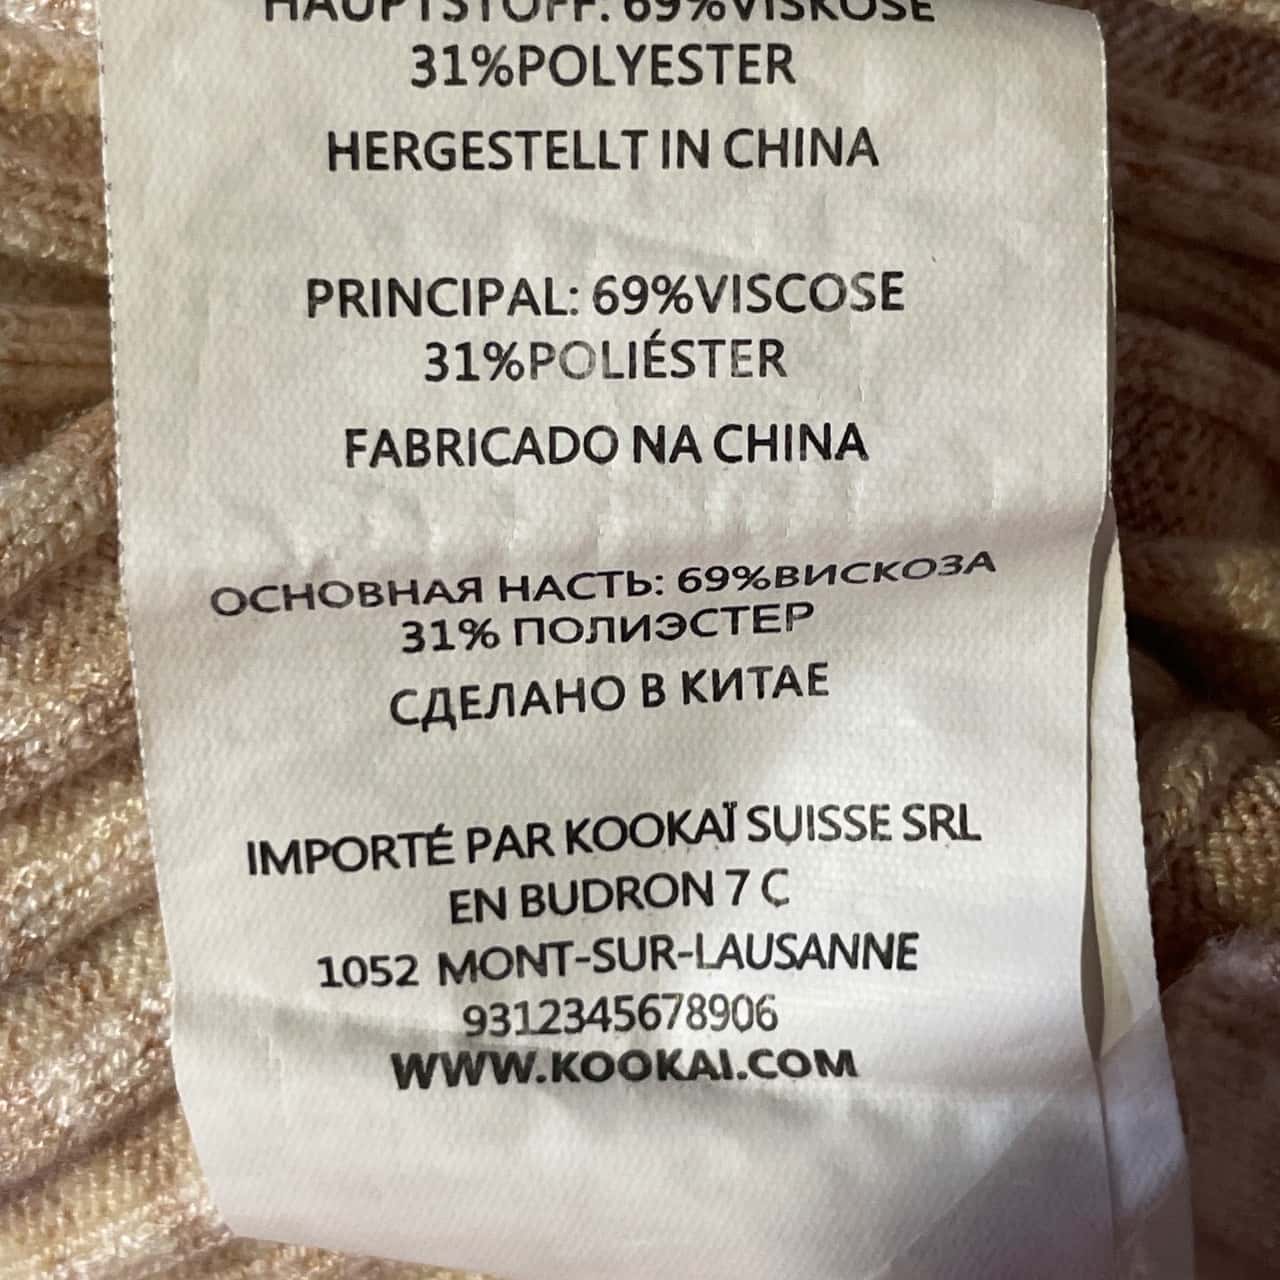 HAUPTSTOFF: 69%VISKOSE
31%POLYESTER
HERGESTELLT IN CHINA
PRINCIPAL: 69%VISCOSE
31%POLIÉSTER
FABRICADO NA CHINA
ОСНОВНАЯ НАСТЬ: 69%ВИСКОЗА
31% ПОЛИЭСТЕР
СДЕЛАНО В КИТАЕ
IMPORTÉ PAR KOOKAÏ SUISSE SRL
EN BUDRON 7 C
1052 MONT-SUR-LAUSANNE
9312345678906
WWW.KOOKAI.COM